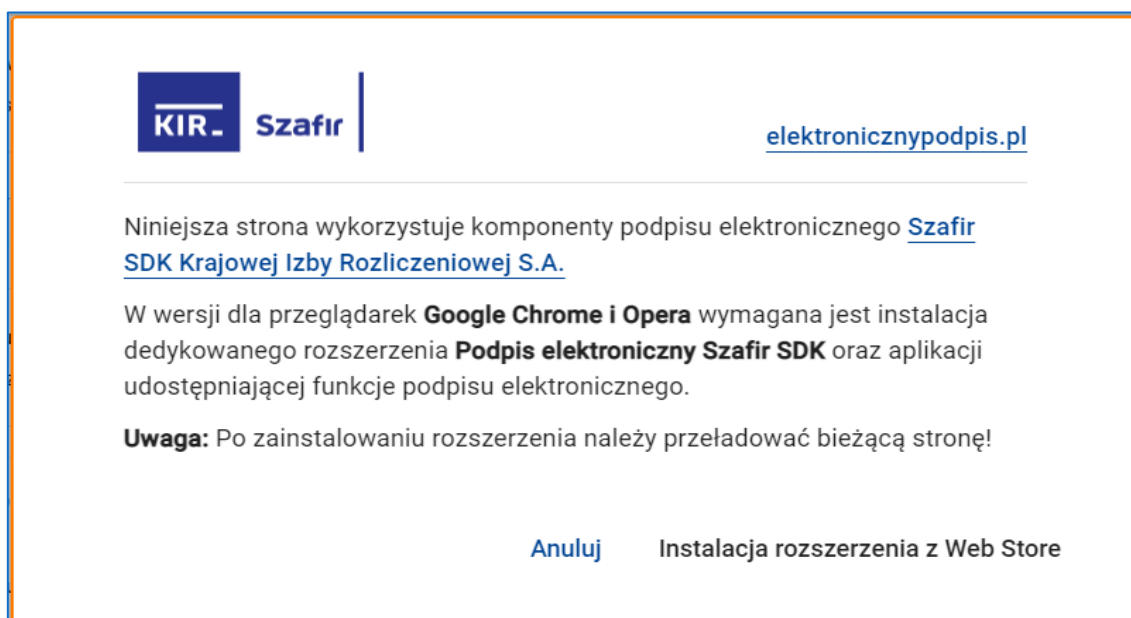 KIR Szafir
elektronicznypodpis.pl
Niniejsza strona wykorzystuje komponenty podpisu elektronicznego Szafir
SDK Krajowej Izby Rozliczeniowej S.A.
W wersji dla przeglądarek Google Chrome i Opera wymagana jest instalacja
dedykowanego rozszerzenia Podpis elektroniczny Szafir SDK oraz aplikacji
udostępniającej funkcje podpisu elektronicznego.
Uwaga: Po zainstalowaniu rozszerzenia należy przeładować bieżącą stronę!
Anuluj Instalacja rozszerzenia z Web Store